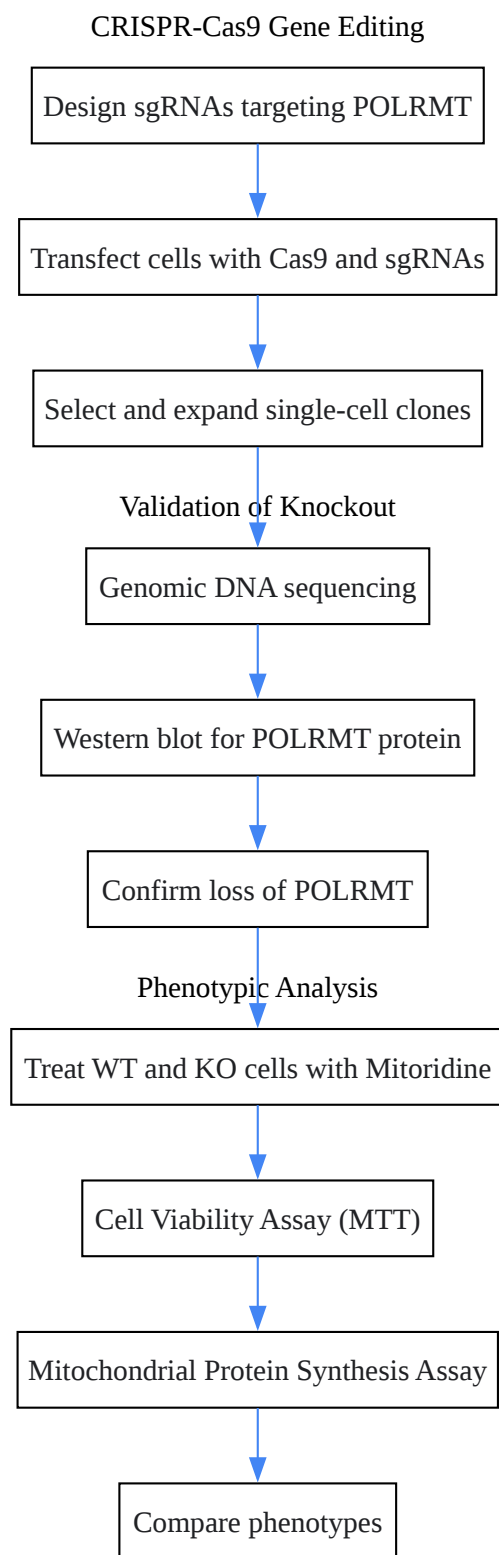 CRISPR-Cas9 Gene Editing
Design sgRNAs targeting POLRMT
Transfect cells with Cas9 and sgRNAs
Select and expand single-cell clones
Validation of Knockout
Genomic DNA sequencing
Western blot for POLRMT protein
Confirm loss of POLRMT
Phenotypic Analysis
Treat WT and KO cells with Mitoridine
Cell Viability Assay (MTT)
Mitochondrial Protein Synthesis Assay
Compare phenotypes